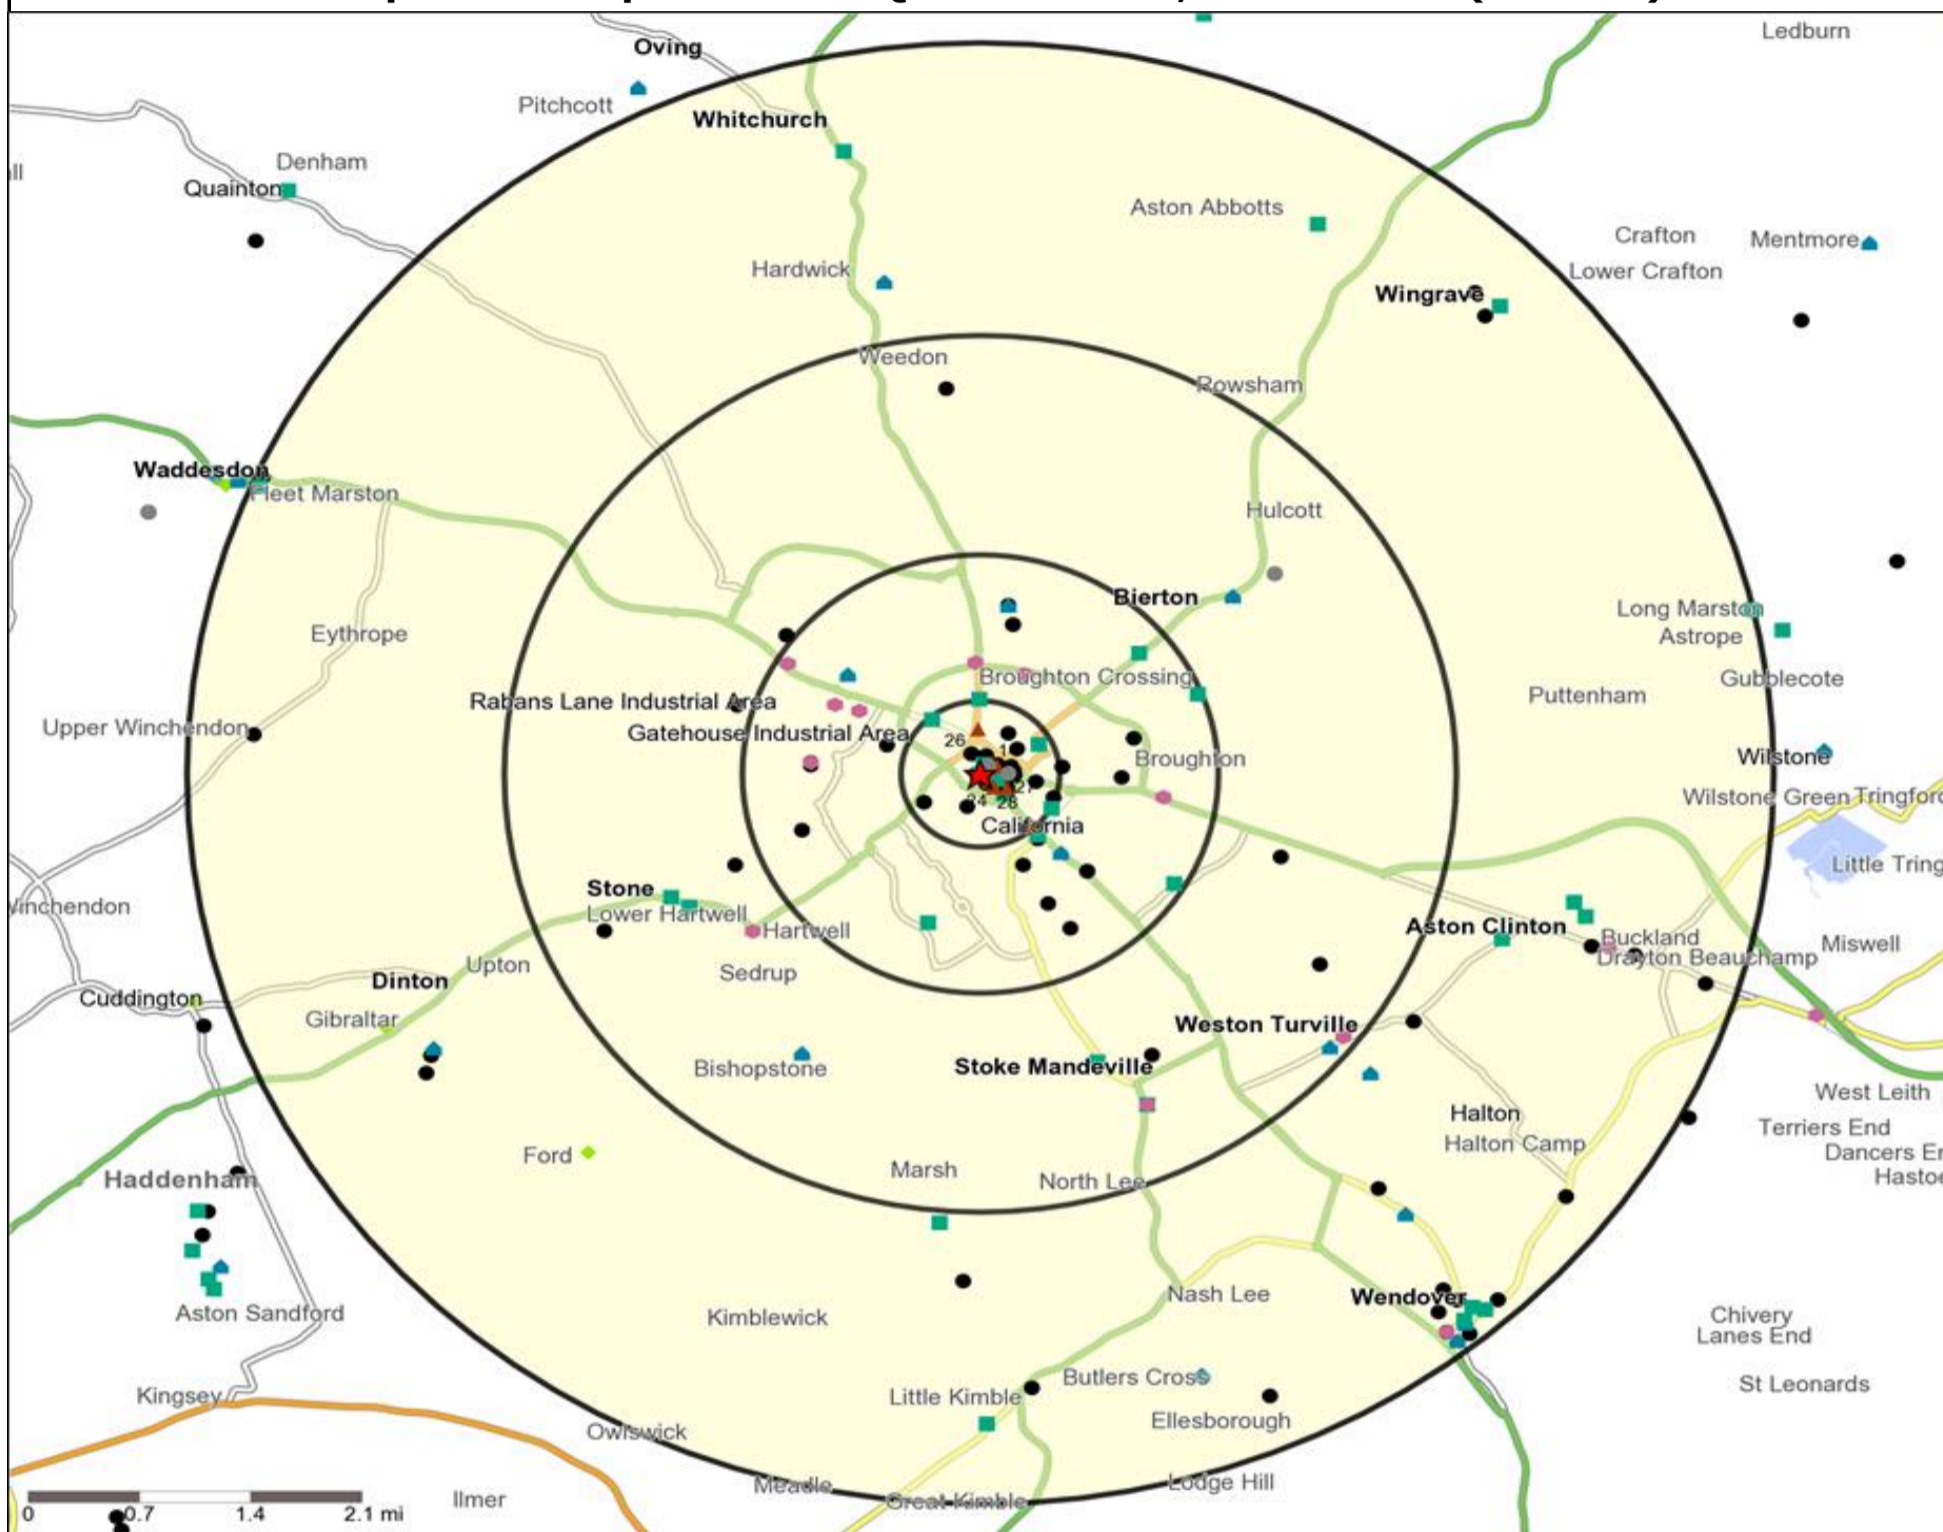 Ledburn
Oving
Pitchcott
Whitchurch
Denham
Quainton
Aston Abbotts
Crafton
Mentmore
Hardwick
Lower Crafton
Wingrave
Weedon
Rowsham
Waddesdon
Fleet Marston
Hulcott
Bierton
Long Marston
Eythrope
Astrope
Broughton Crossing
Gubblecote
Puttenham
Rabans Lane Industrial Area
Upper Winchendon
Gatehouse Industrial Area
26
1
Broughton
Wilstone
24
28
Wilstone Green
Tringford
California
Little Tring
Stone
Lower Hartwell
Aston Clinton
Hartwell
Buckland
Miswell
Drayton Beauchamp
Upton
Sedrup
Dinton
Cuddington
Gibraltar
Weston Turville
Bishopstone
Stoke Mandeville
West Leith
Halton
Terriers End
Halton Camp
Ford
Marsh
Haddenham
North Lee
Nash Lee
Wendover
Aston Sandford
Kimblewick
Chivery
Lanes End
Butlers Cross
St Leonards
Kingsey
Little Kimble
Ellesborough
Owlswick
Meadle
Lodge Hill
Ilmer
Great Kimble
0 0.7 1.4 2.1 mi